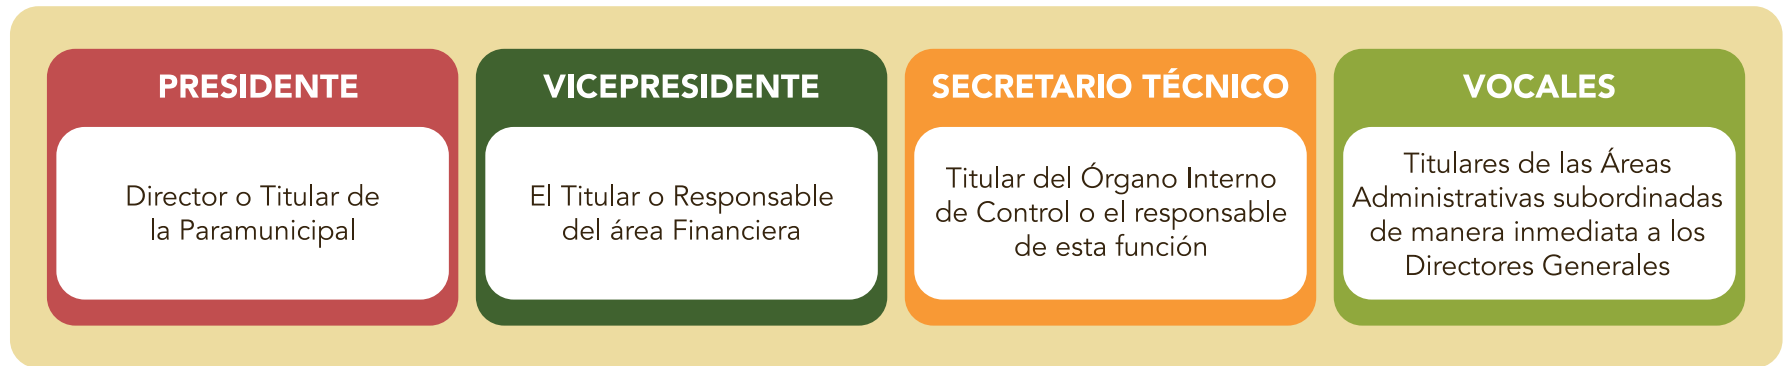 PRESIDENTE
Director o Titular de
la Paramunicipal
VICEPRESIDENTE
El Titular o Responsable
del área Financiera
SECRETARIO TÉCNICO
Titular del Órgano Interno
de Control o el responsable
de esta función
VOCALES
Titulares de las Áreas
Administrativas subordinadas
de manera inmediata a los
Directores Generales